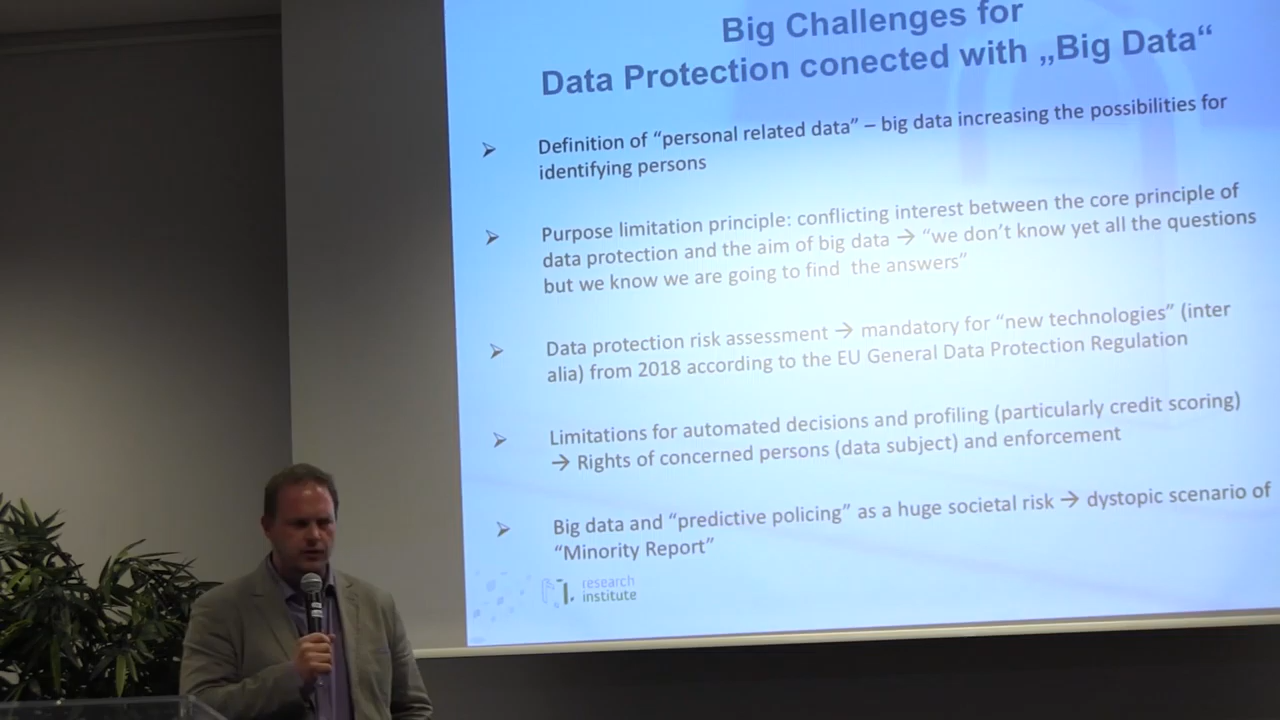 Big Challenges for
Data Protection conected with „Big Data“
Definition of “personal related data” – big data increasing the possibilities for
identifying persons
Purpose limitation principle: conflicting interest between the core principle of
data protection and the aim of big data → “we don’t know yet all the questions
but we know we are going to find the answers”
Data protection risk assessment → mandatory for “new technologies” (inter
alia) from 2018 according to the EU General Data Protection Regulation
Limitations for automated decisions and profiling (particularly credit scoring)
→ Rights of concerned persons (data subject) and enforcement
Big data and “predictive policing” as a huge societal risk → dystopic scenario of
“Minority Report”
research
institute